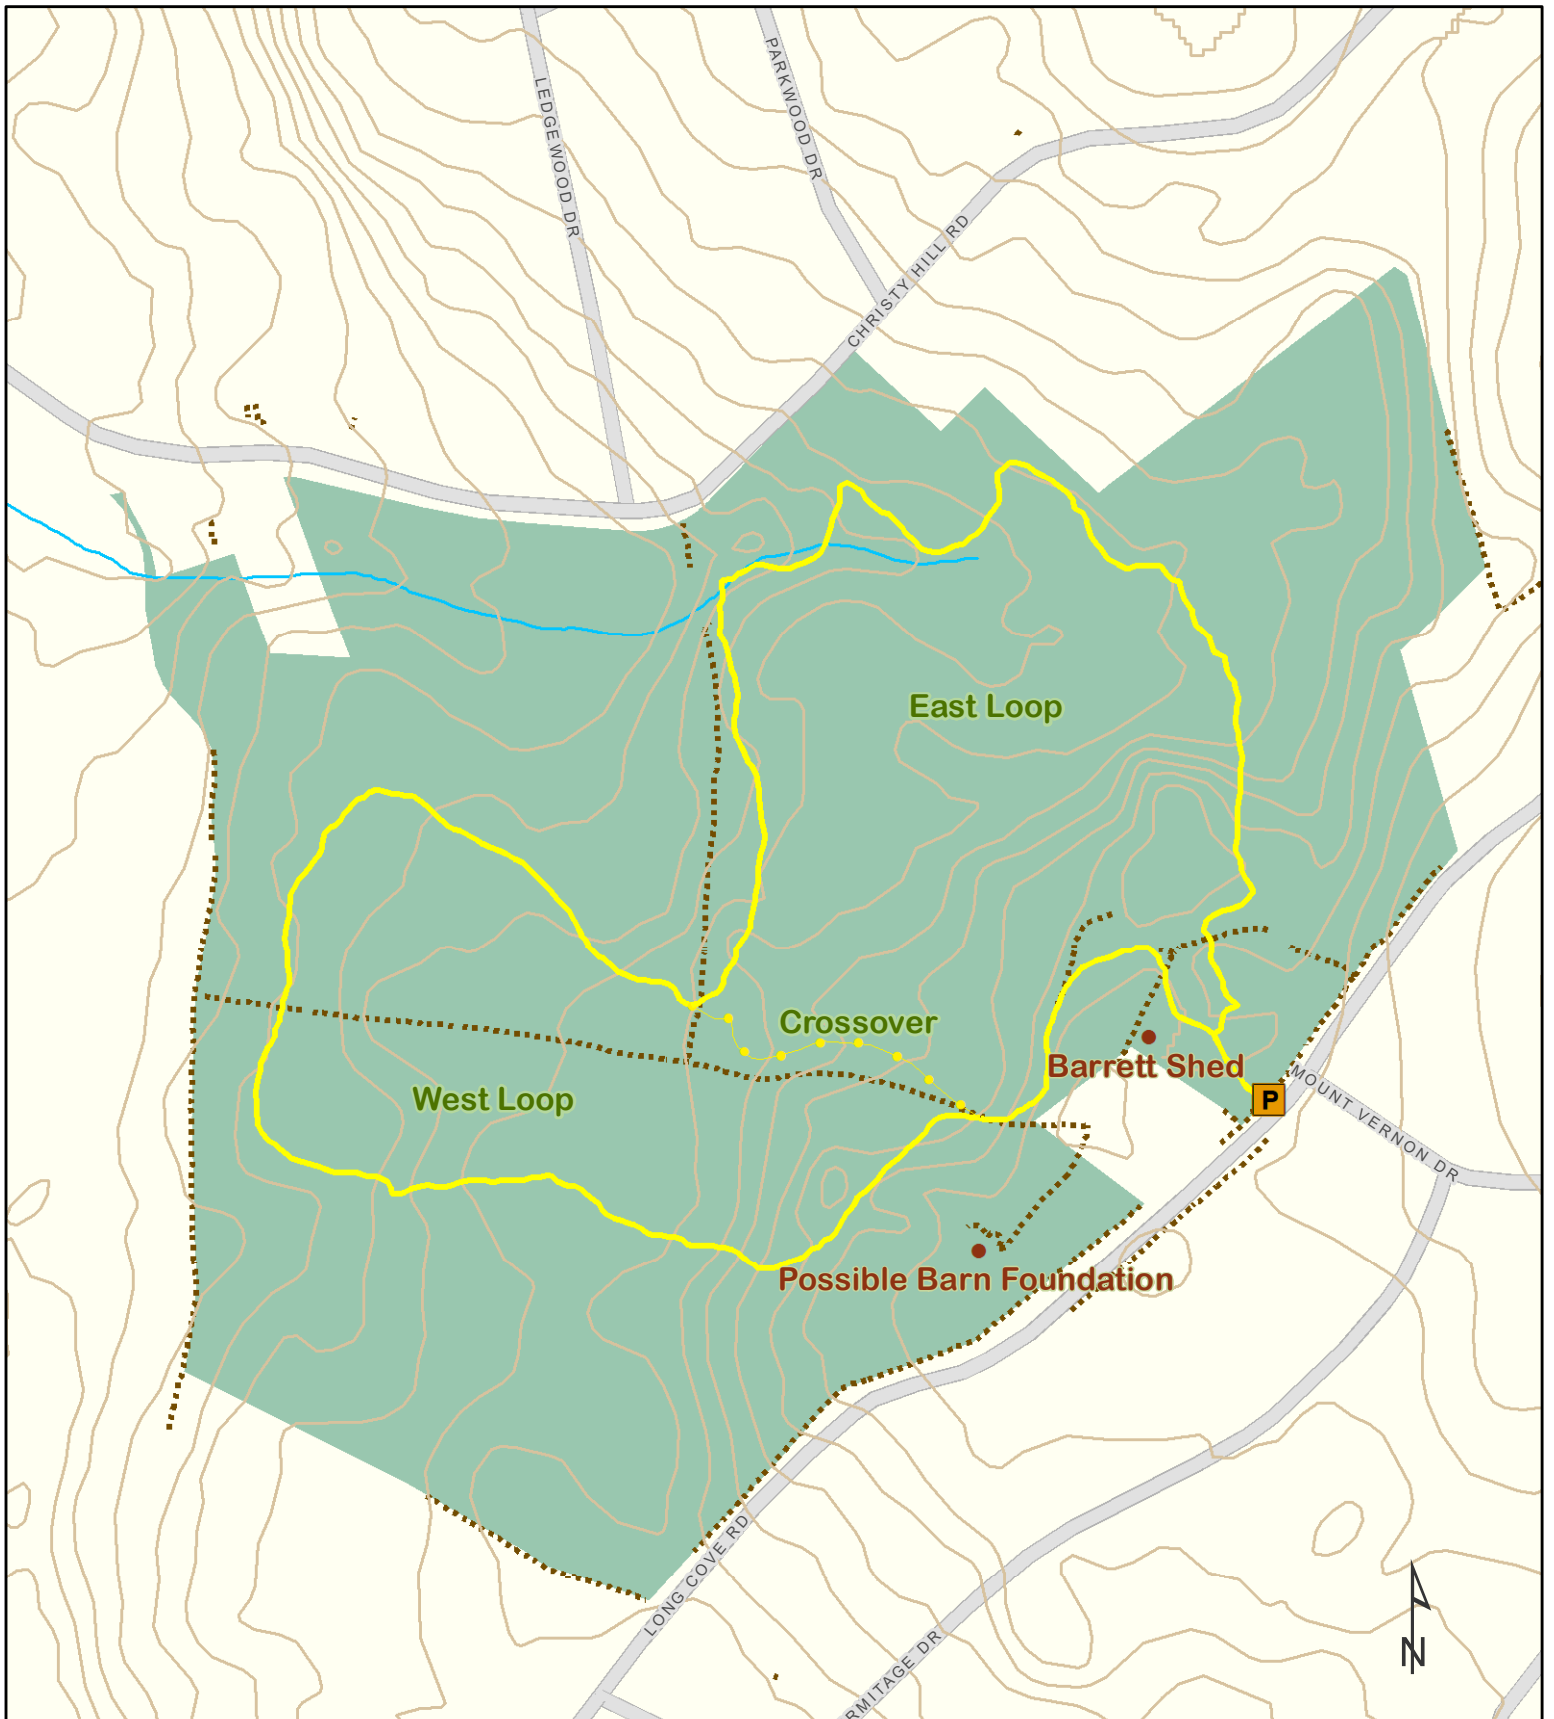 PARKWOOD DR
LEDGEWOOD DR
CHRISTY HILL RD
East Loop
Crossover
Barrett Shed
West Loop
P
MOUNT VERNON DR
Possible Barn Foundation
LONG COVE RD
RMITAGE DR
N